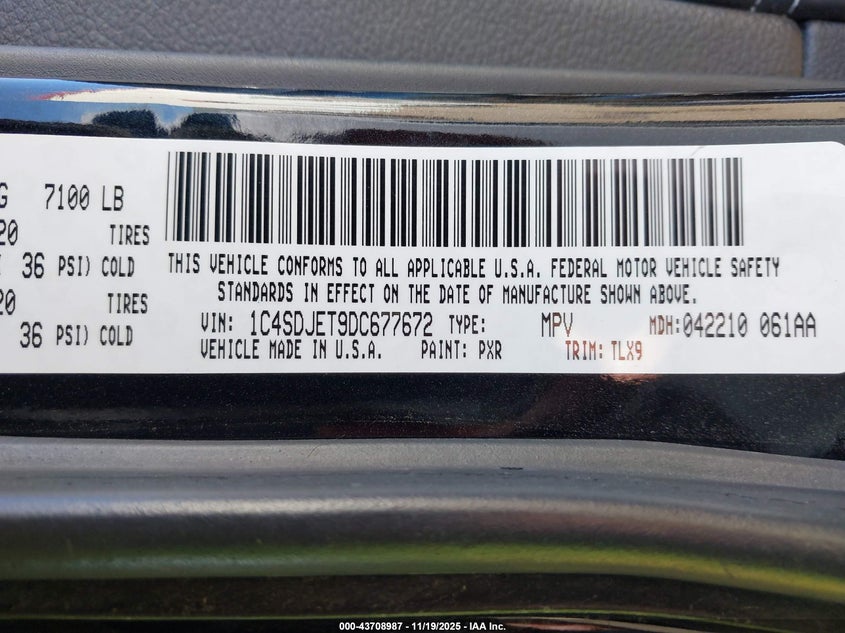 G 7100 LB
20 TIRES
36 PSI) COLD
20 TIRES
36 PSI) COLD
THIS VEHICLE CONFORMS TO ALL APPLICABLE U.S.A. FEDERAL MOTOR VEHICLE SAFETY
STANDARDS IN EFFECT ON THE DATE OF MANUFACTURE SHOWN ABOVE.
VIN: 1C4SDJET9DC677672 TYPE: MPV MDH:042210 061AA
VEHICLE MADE IN U.S.A. PAINT: PXR TRIM: TLX9
000-43708987 - 11/19/2025 - IAA Inc.